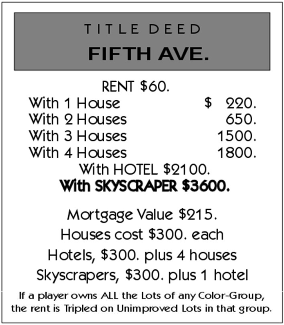 TITLE DEED
FIFTH AVE.
RENT $60.
With 1 House $ 220.
With 2 Houses 650.
With 3 Houses 1500.
With 4 Houses 1800.
With HOTEL $2100.
With SKYSCRAPER $3600.
Mortgage Value $215.
Houses cost $300. each
Hotels, $300. plus 4 houses
Skyscrapers, $300. plus 1 hotel
If a player owns ALL the Lots of any Color-Group,
the rent is Tripled on Unimproved Lots in that group.